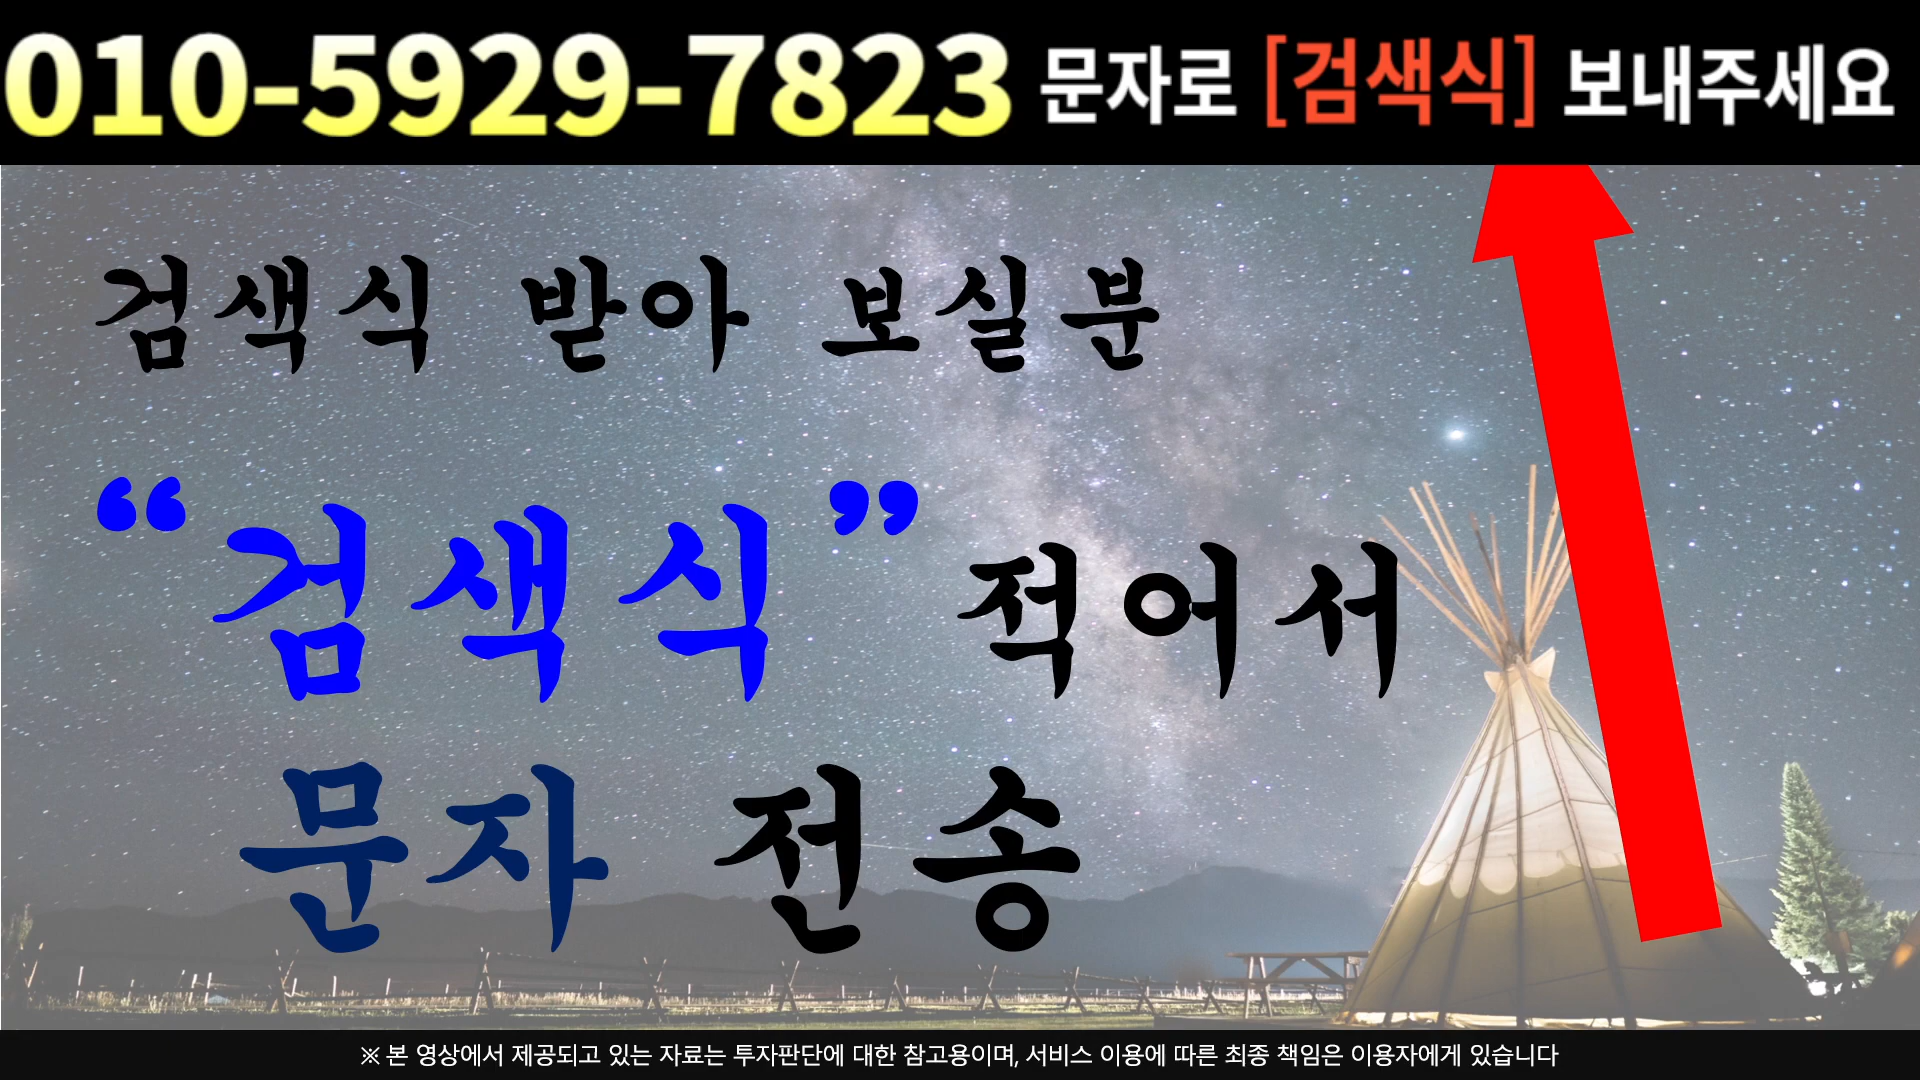 010-5929-7823 문자로 [검색식] 보내주세요
검색식 받아 보실분
“검색식” 적어서
문자 전송
※ 본 영상에서 제공되고 있는 자료는 투자판단에 대한 참고용이며, 서비스 이용에 따른 최종 책임은 이용자에게 있습니다